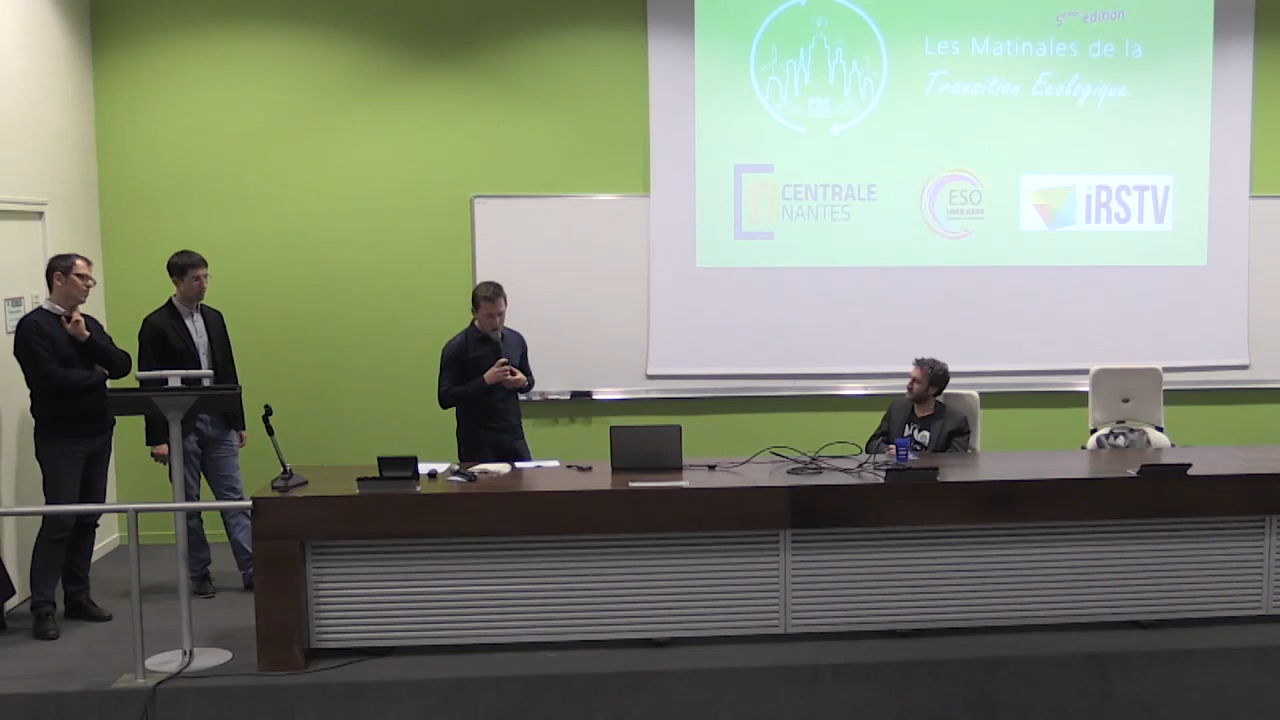 5ème édition
Les Matinales de la
Transition Ecologique
CENTRALE
NANTES
ESO
iRSTV